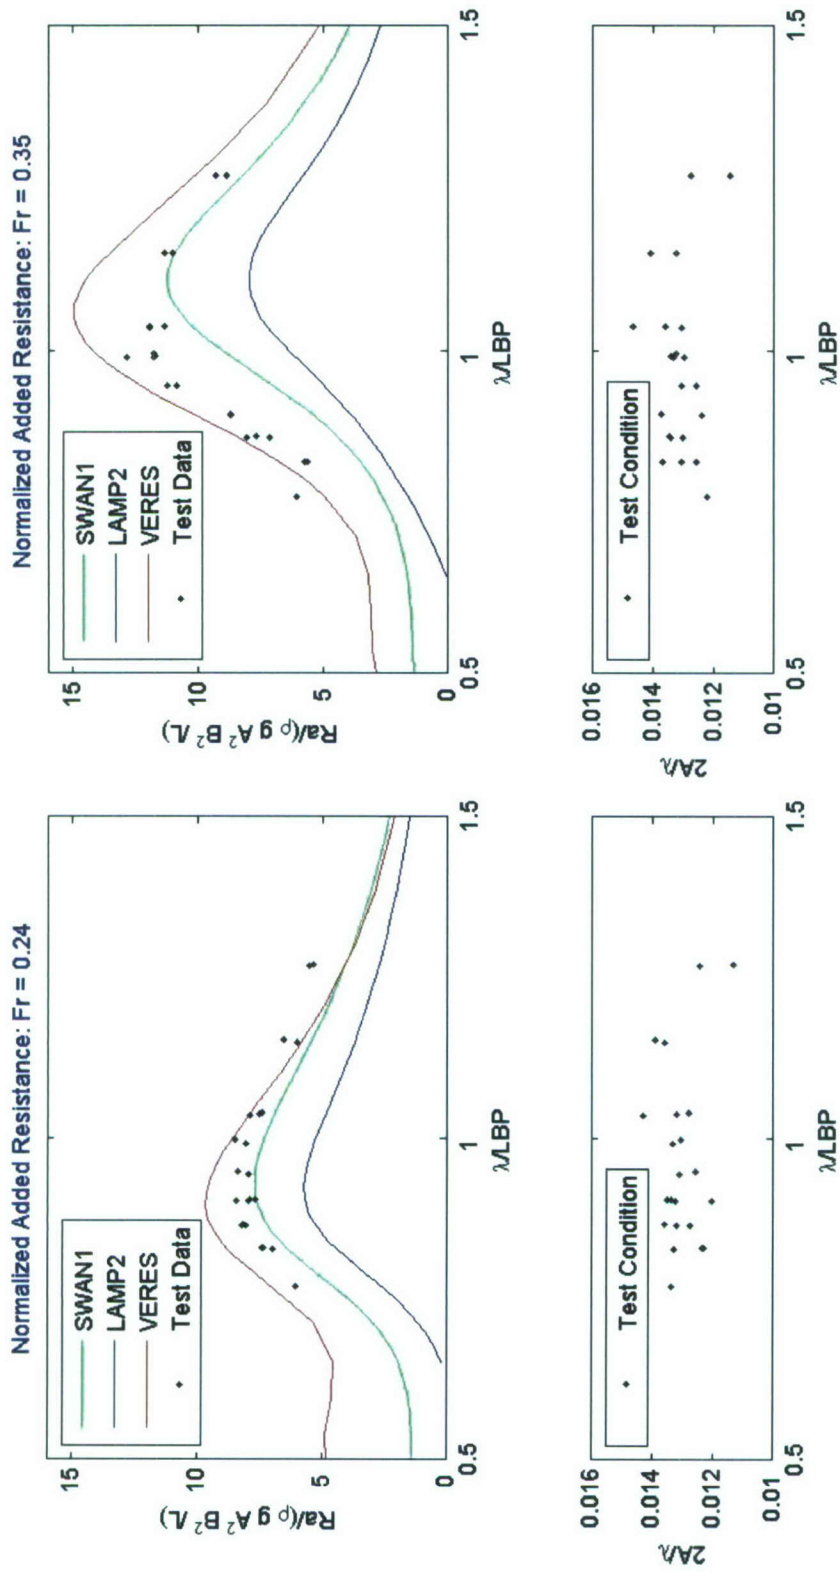 Normalized Added Resistance: Fr = 0.24
Ra/(ρ g A² B²/L)
15
10
5
0
SWAN1
LAMP2
VERES
Test Data
0.5
1
1.5
λ/LBP
2A/λ
0.016
0.014
0.012
0.01
Test Condition
0.5
1
1.5
λ/LBP
Normalized Added Resistance: Fr = 0.35
Ra/(ρ g A² B²/L)
15
10
5
0
SWAN1
LAMP2
VERES
Test Data
0.5
1
1.5
λ/LBP
2A/λ
0.016
0.014
0.012
0.01
Test Condition
0.5
1
1.5
λ/LBP